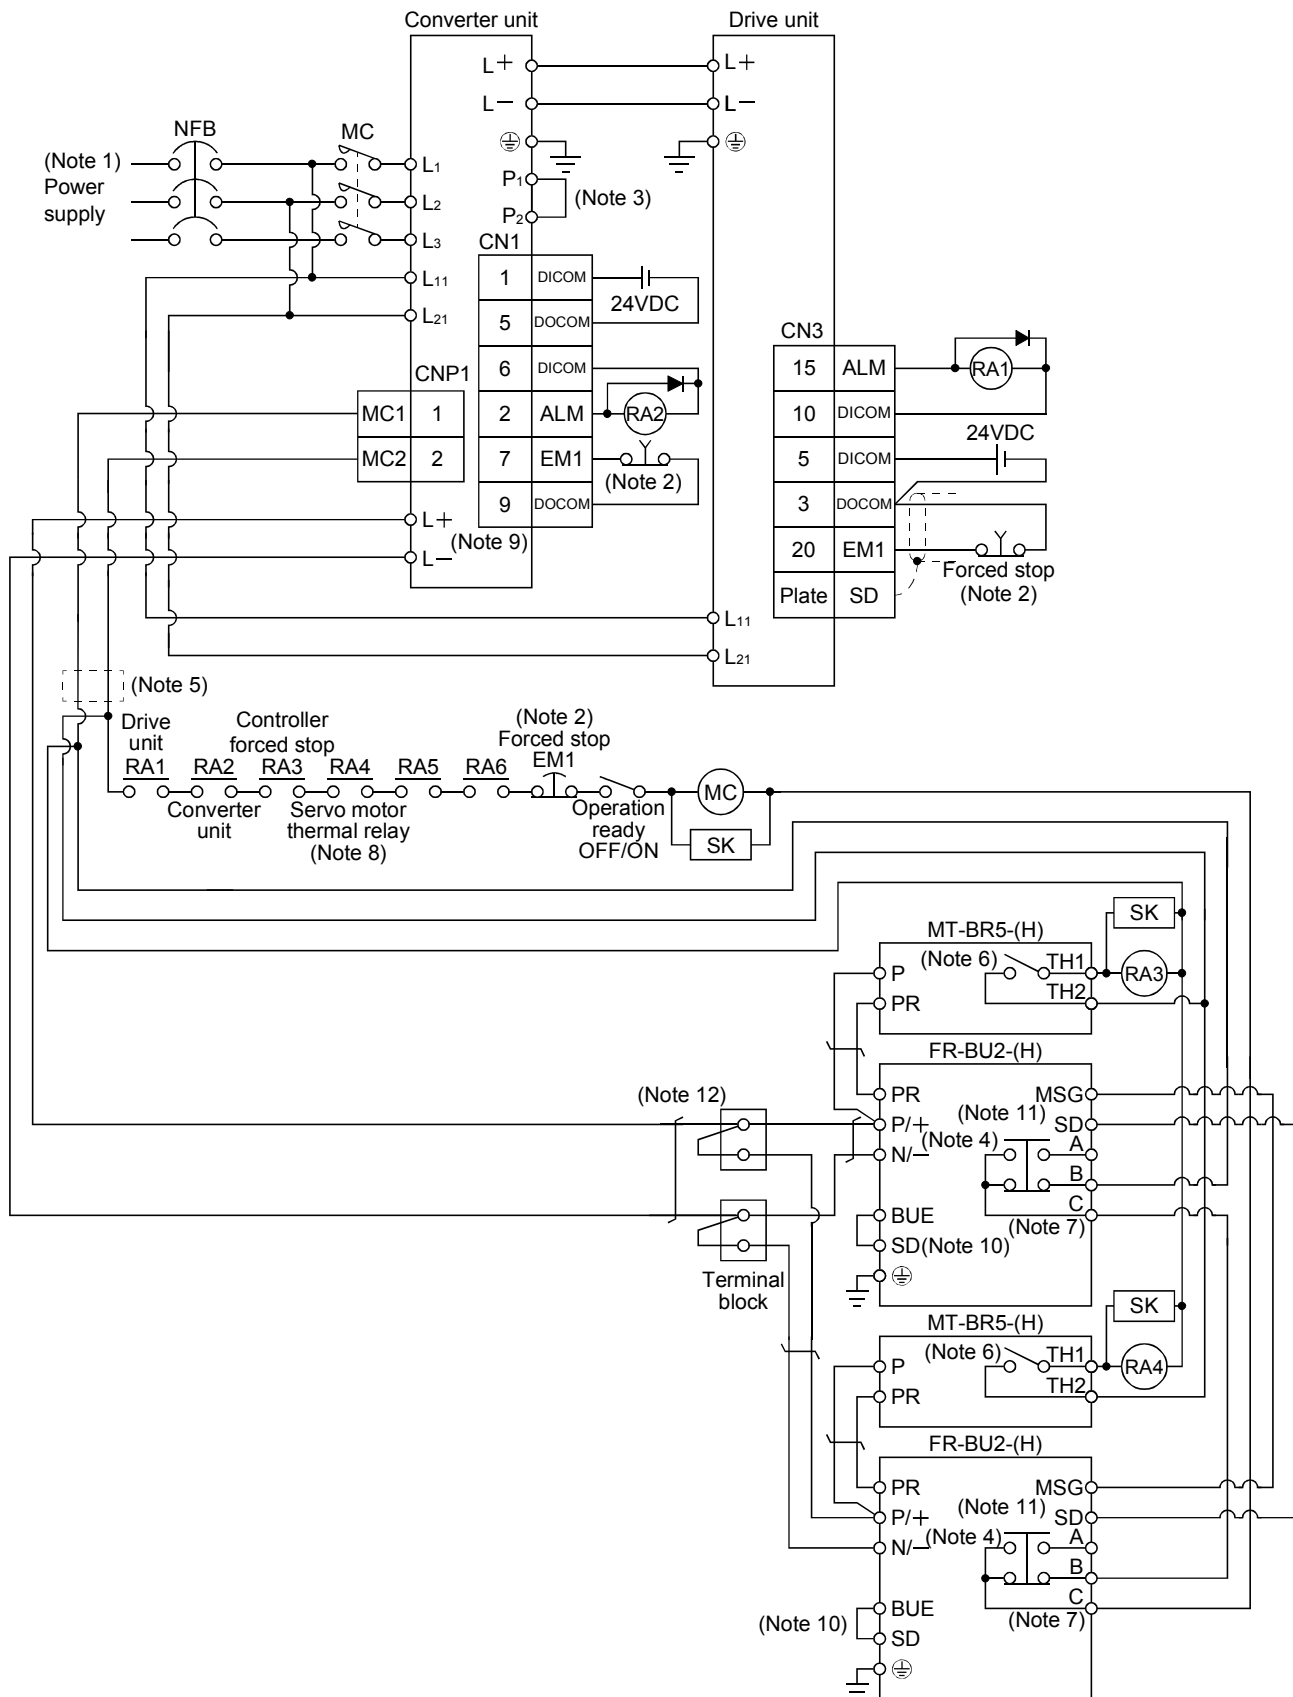 Converter unit
Drive unit
L+
L−
P1
P2
(Note 3)
L+
L−
NFB
MC
(Note 1)
Power
supply
L1
L2
L3
L11
L21
CN1
1 DICOM
24VDC
5 DOCOM
6 DICOM
2 ALM
RA2
7 EM1
(Note 2)
9 DOCOM
CNP1
MC1 1
MC2 2
L+
(Note 9)
L−
CN3
15 ALM
RA1
10 DICOM
24VDC
5 DICOM
3 DOCOM
20 EM1
Forced stop
(Note 2)
Plate SD
L11
L21
(Note 5)
Drive
unit
RA1
RA2
Converter
unit
Controller
forced stop
RA3
RA4
Servo motor
thermal relay
(Note 8)
RA5
RA6
(Note 2)
Forced stop
EM1
Operation
ready
OFF/ON
MC
SK
SK
MT-BR5-(H)
(Note 6)
P
PR
TH1
TH2
RA3
FR-BU2-(H)
PR
MSG
(Note 11)
P/+
SD
(Note 4)
A
N/−
B
C
(Note 7)
BUE
SD(Note 10)
(Note 12)
Terminal
block
SK
MT-BR5-(H)
(Note 6)
P
PR
TH1
TH2
RA4
FR-BU2-(H)
PR
MSG
(Note 11)
P/+
SD
(Note 4)
A
N/−
B
C
(Note 7)
BUE
(Note 10)
SD